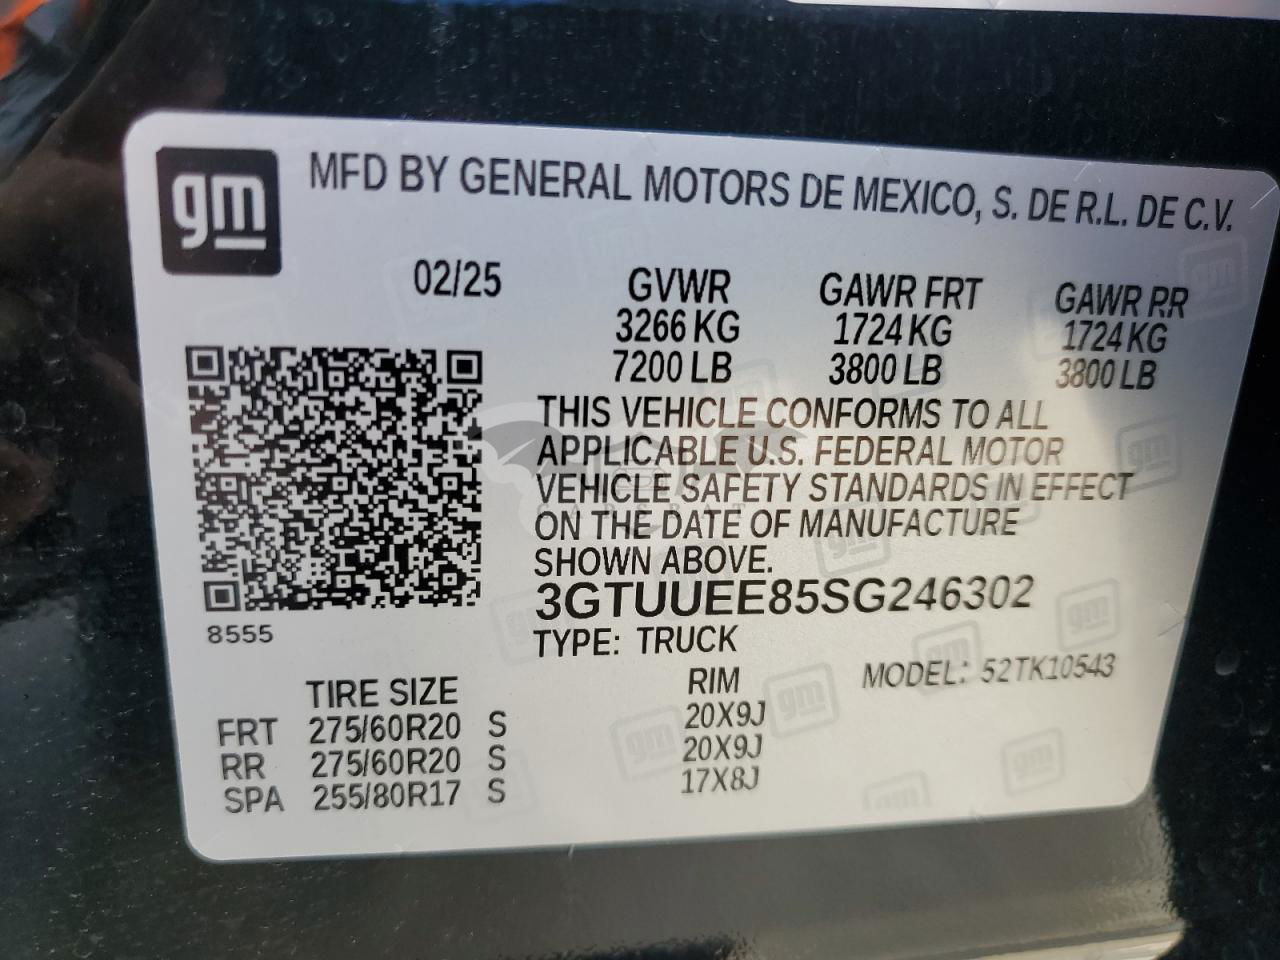 gm
MFD BY GENERAL MOTORS DE MEXICO, S. DE R.L. DE C.V.
02/25 GVWR GAWR FRT GAWR RR
3266 KG 1724 KG 1724 KG
7200 LB 3800 LB 3800 LB
THIS VEHICLE CONFORMS TO ALL
APPLICABLE U.S. FEDERAL MOTOR
VEHICLE SAFETY STANDARDS IN EFFECT
ON THE DATE OF MANUFACTURE
SHOWN ABOVE.
3GTUUEE85SG246302
8555
TYPE: TRUCK
MODEL: 52TK10543
TIRE SIZE RIM
FRT 275/60R20 S 20X9J
RR 275/60R20 S 20X9J
SPA 255/80R17 S 17X8J